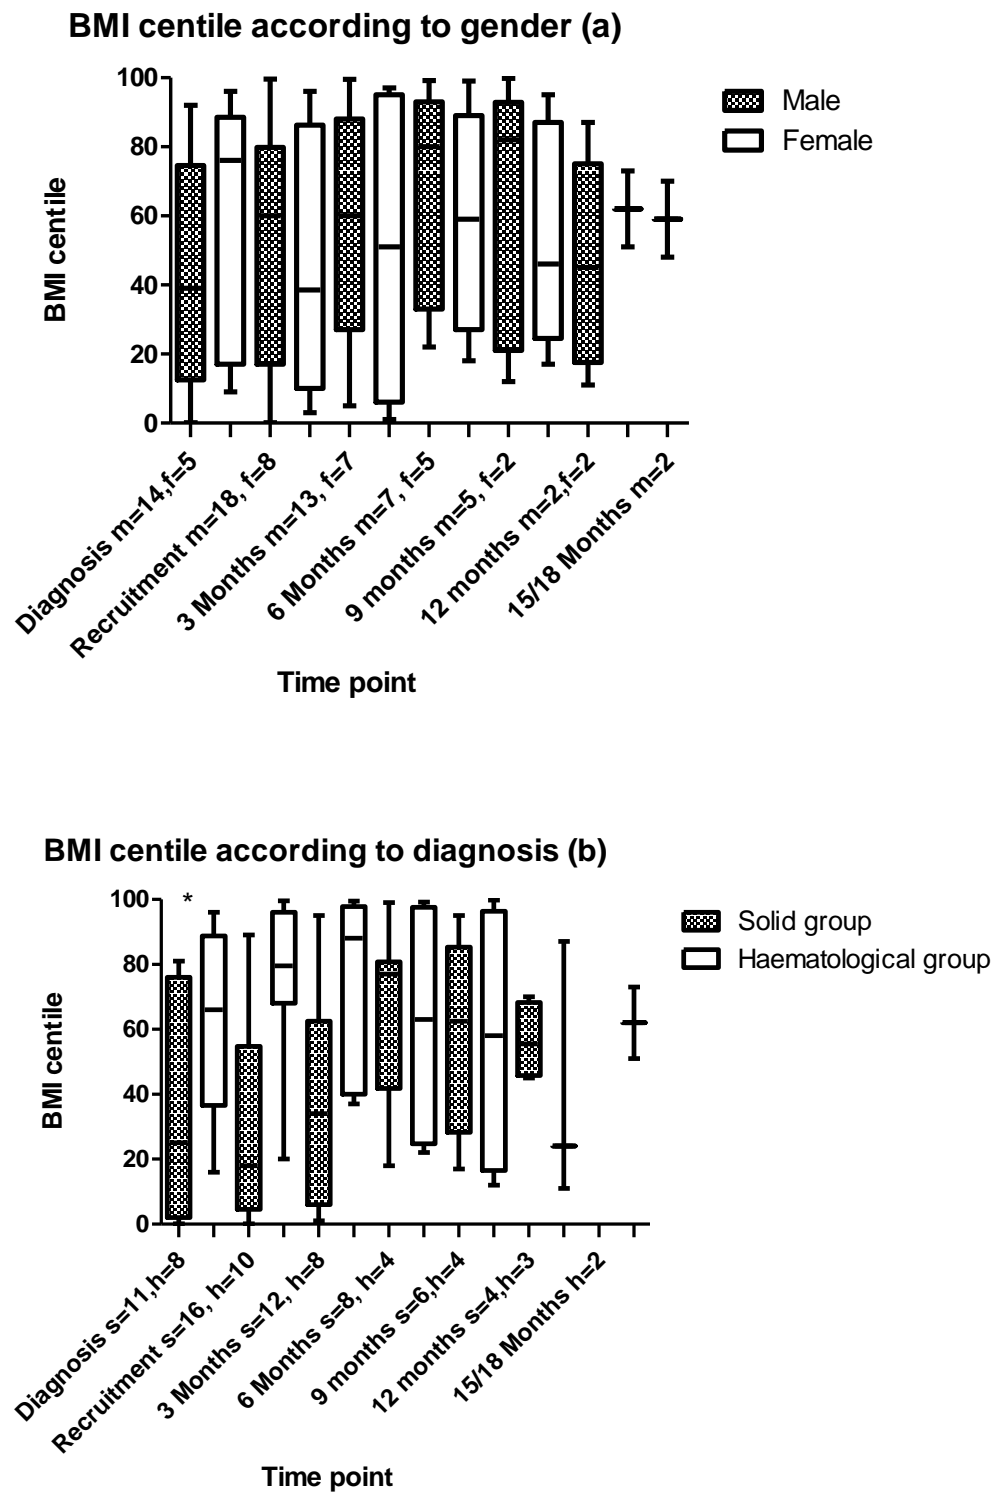 BMI centile according to gender (a)
100
80
60
40
20
0
BMI centile
Male
Female
Diagnosis m=14,f=5
Recruitment m=18, f=8
3 Months m=13, f=7
6 Months m=7, f=5
9 months m=5, f=2
12 months m=2,f=2
15/18 Months m=2
Time point
BMI centile according to diagnosis (b)
100
80
60
40
20
0
*
BMI centile
Solid group
Haematological group
Diagnosis s=11,h=8
Recruitment s=16, h=10
3 Months s=12, h=8
6 Months s=8, h=4
9 months s=6,h=4
12 months s=4,h=3
15/18 Months h=2
Time point